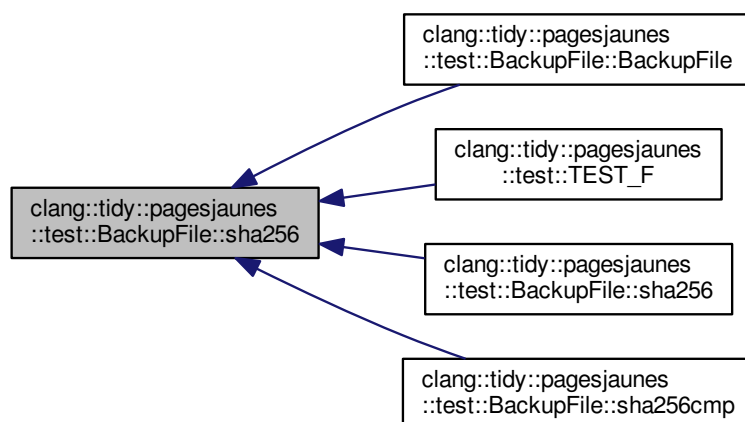 clang::tidy::pagesjaunes
::test::BackupFile::BackupFile
clang::tidy::pagesjaunes
::test::TEST_F
clang::tidy::pagesjaunes
::test::BackupFile::sha256
clang::tidy::pagesjaunes
::test::BackupFile::sha256
clang::tidy::pagesjaunes
::test::BackupFile::sha256cmp